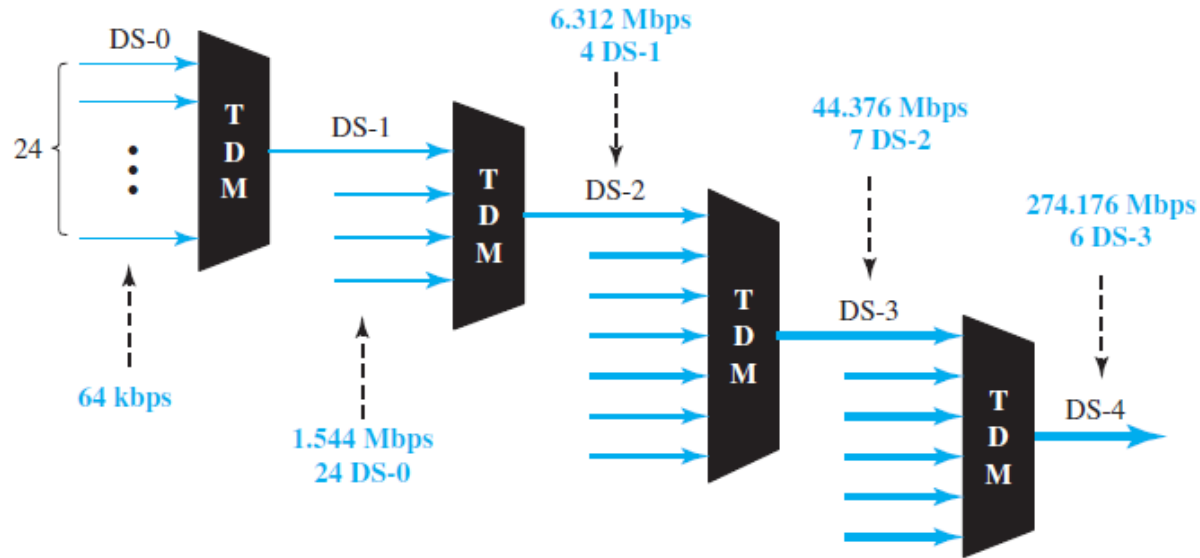 DS-0
24
T
D
M
64 kbps
DS-1
1.544 Mbps
24 DS-0
T
D
M
6.312 Mbps
4 DS-1
DS-2
T
D
M
44.376 Mbps
7 DS-2
DS-3
T
D
M
274.176 Mbps
6 DS-3
DS-4